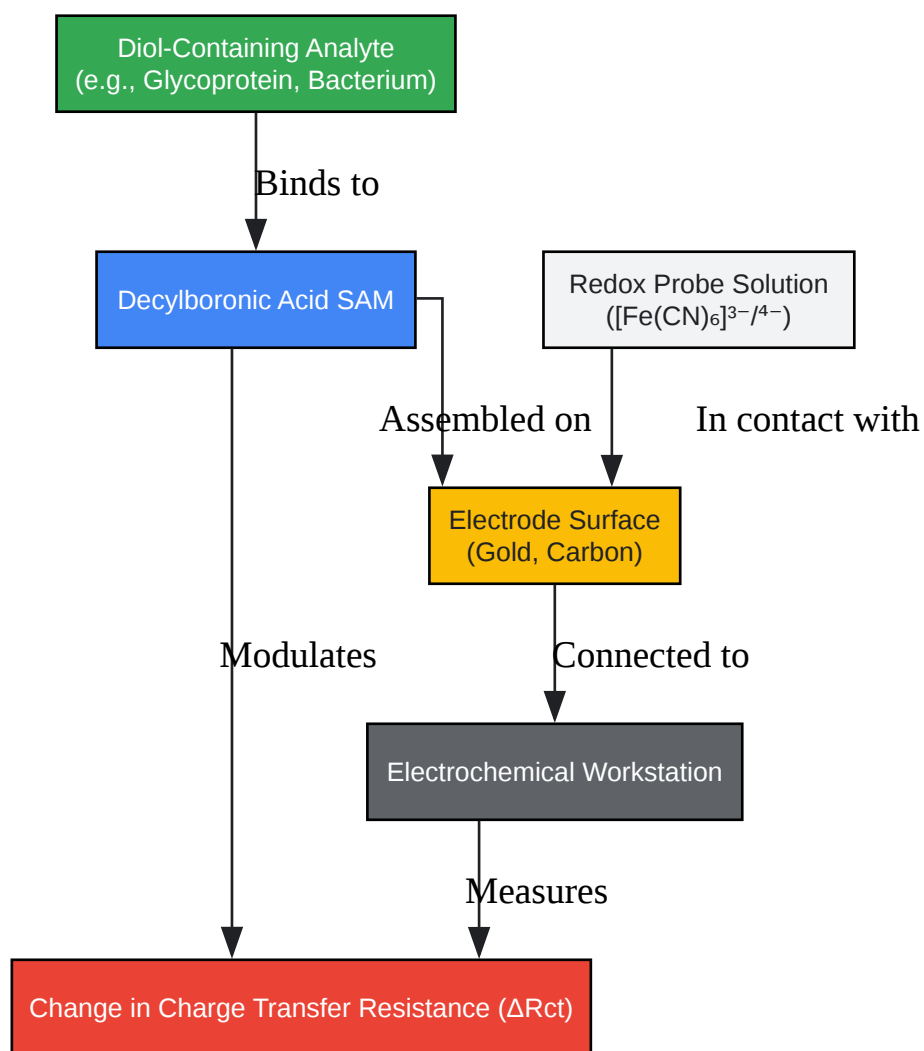 Diol-Containing Analyte
(e.g., Glycoprotein, Bacterium)
Binds to
Decylboronic Acid SAM
Redox Probe Solution
([Fe(CN)₆]³⁻/⁴⁻)
Assembled on
In contact with
Electrode Surface
(Gold, Carbon)
Modulates
Connected to
Electrochemical Workstation
Measures
Change in Charge Transfer Resistance (ΔRct)